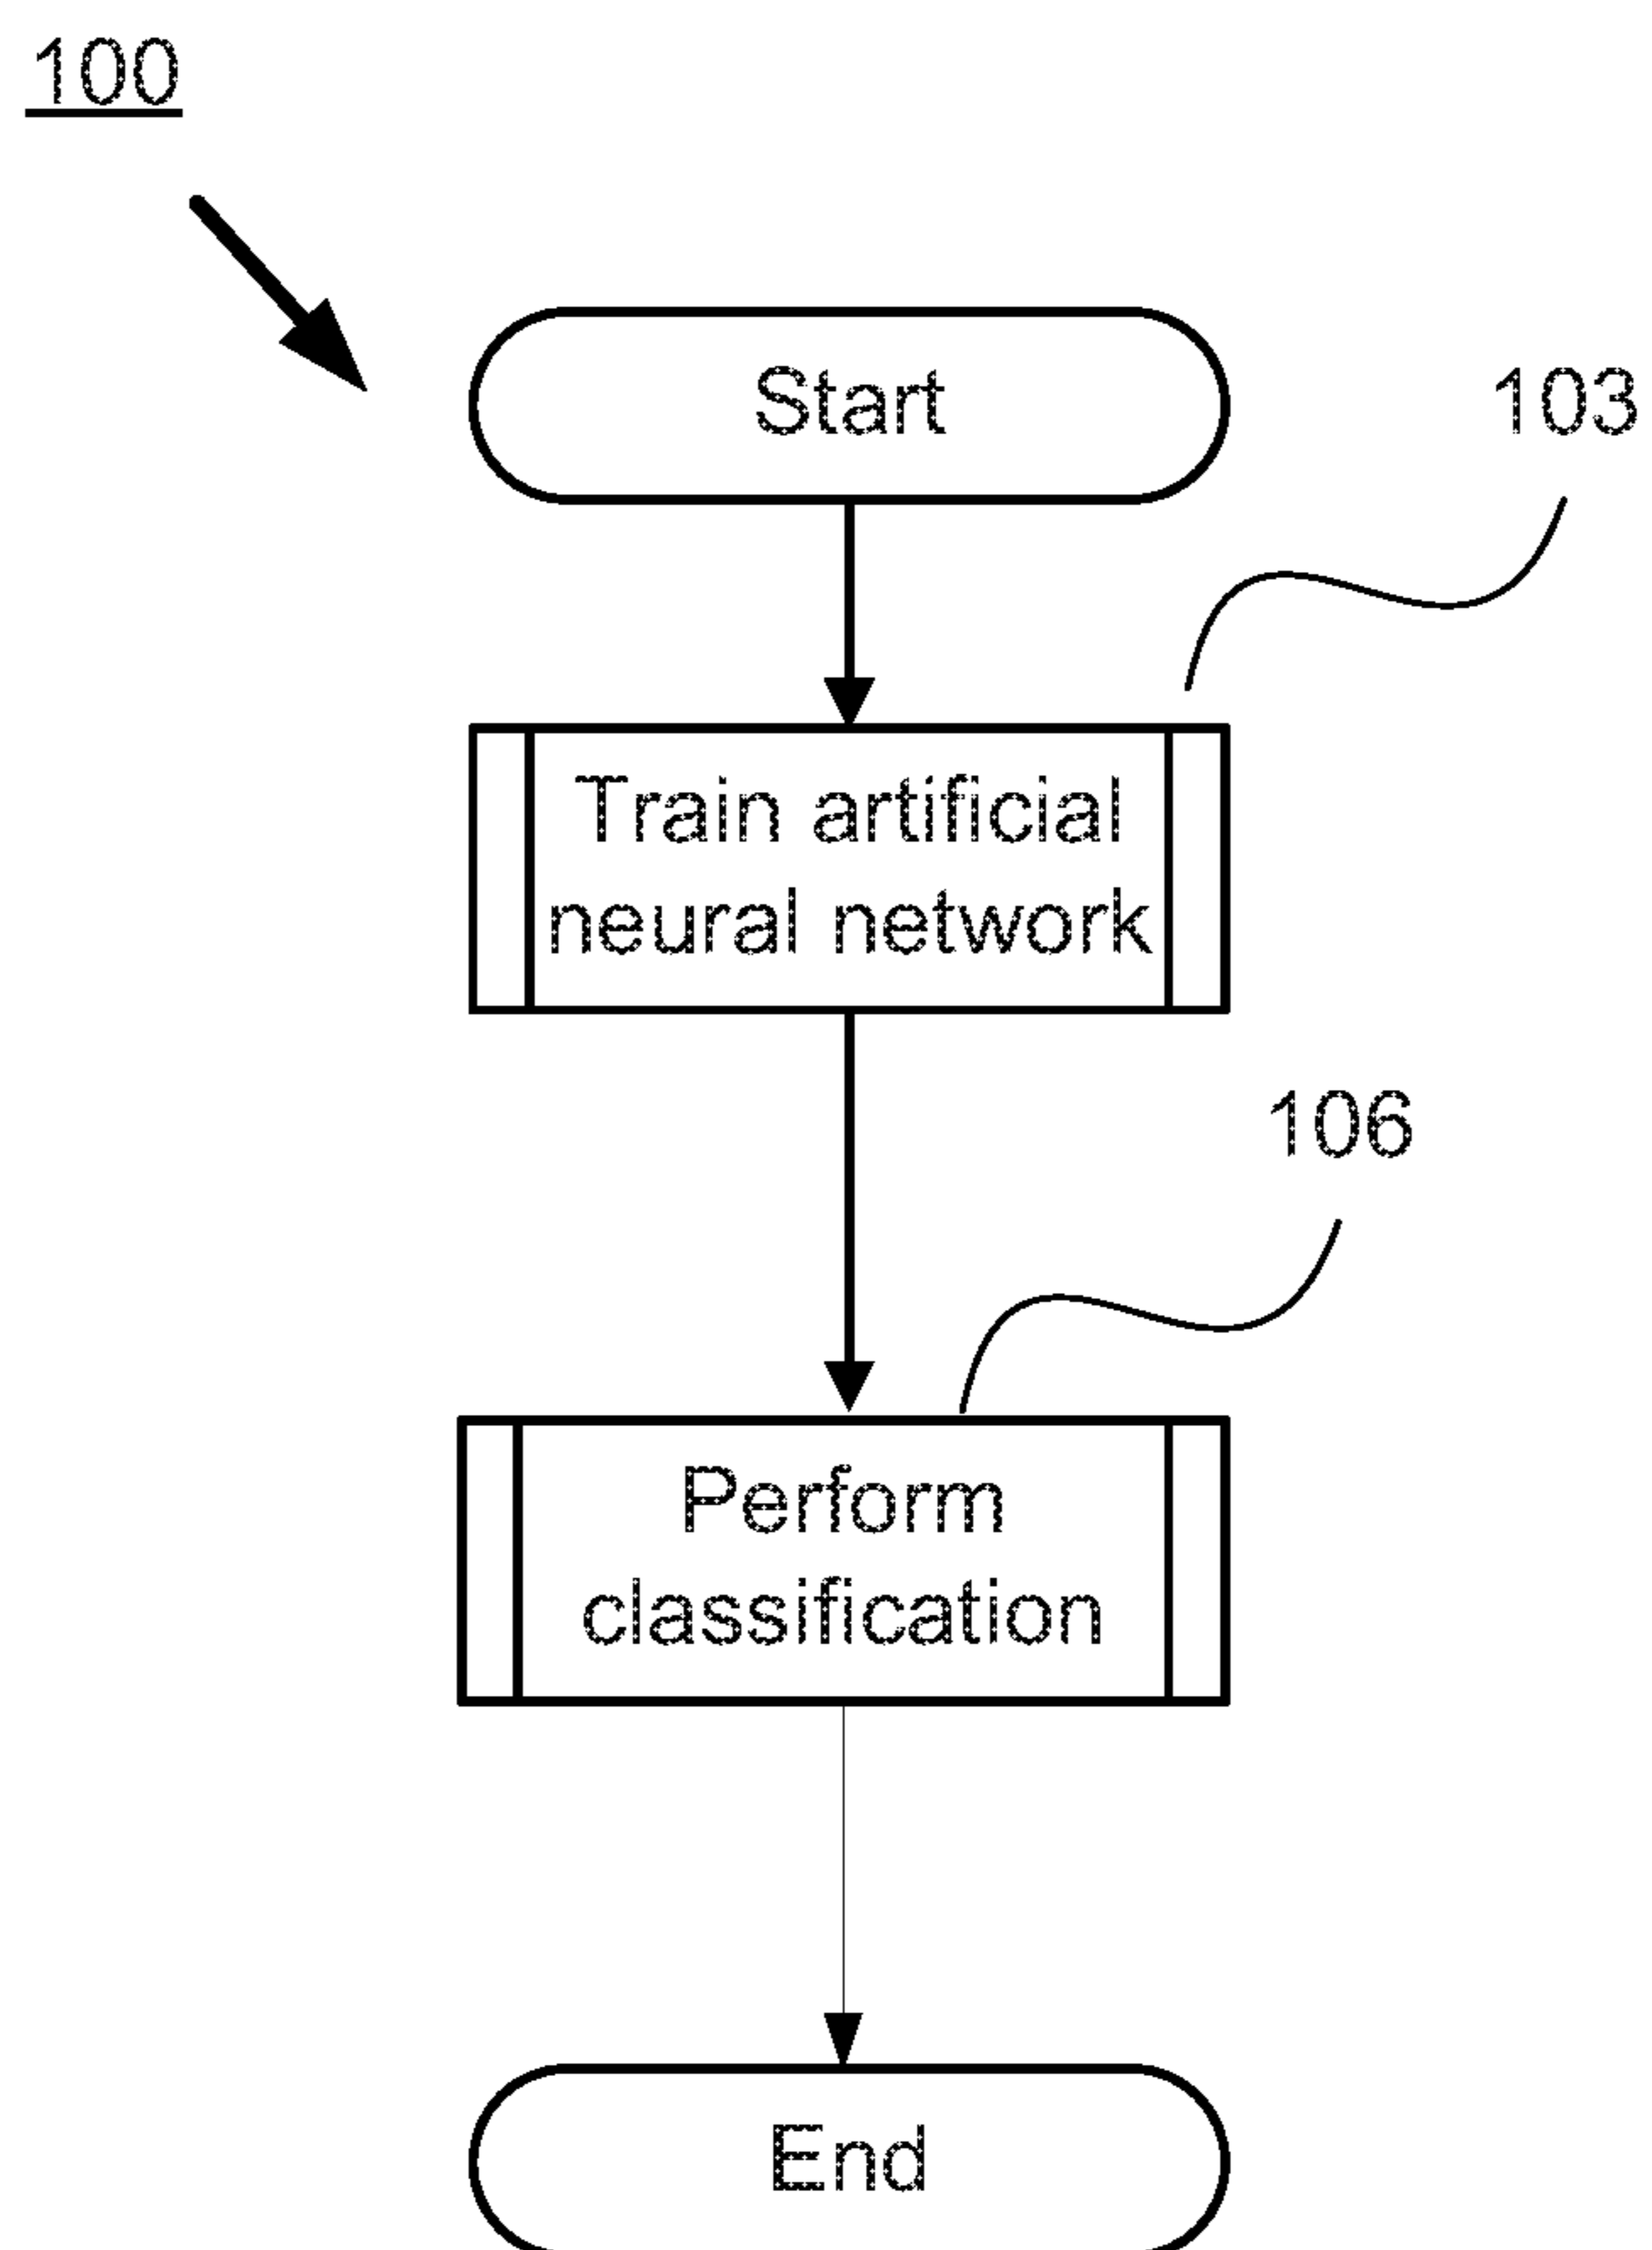 100
Start
103
Train artificial
neural network
106
Perform
classification
End